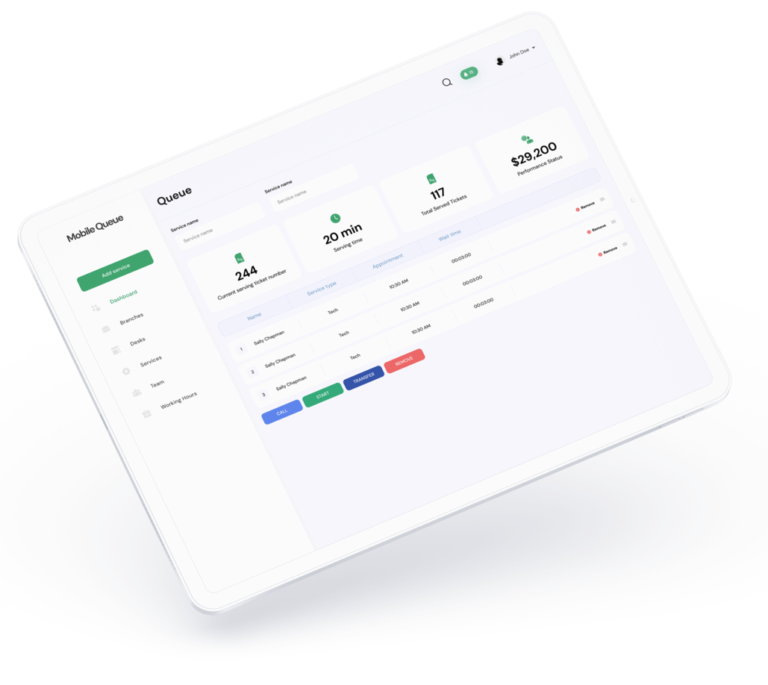 John Doe
Mobile Queue
Add service
Dashboard
Branches
Desks
Services
Team
Working Hours
Queue
Service name
Service name
Service name
Service name
244
Current serving ticket number
20 min
Serving time
117
Total Served Tickets
$29,200
Performance Status
Name Service type Appointment Wait time
1 Sally Chapman Tech 10:30 AM 00:03:00 Remove
2 Sally Chapman Tech 10:30 AM 00:03:00 Remove
3 Sally Chapman Tech 10:30 AM 00:03:00 Remove
CALL START TRANSFER REMOVE